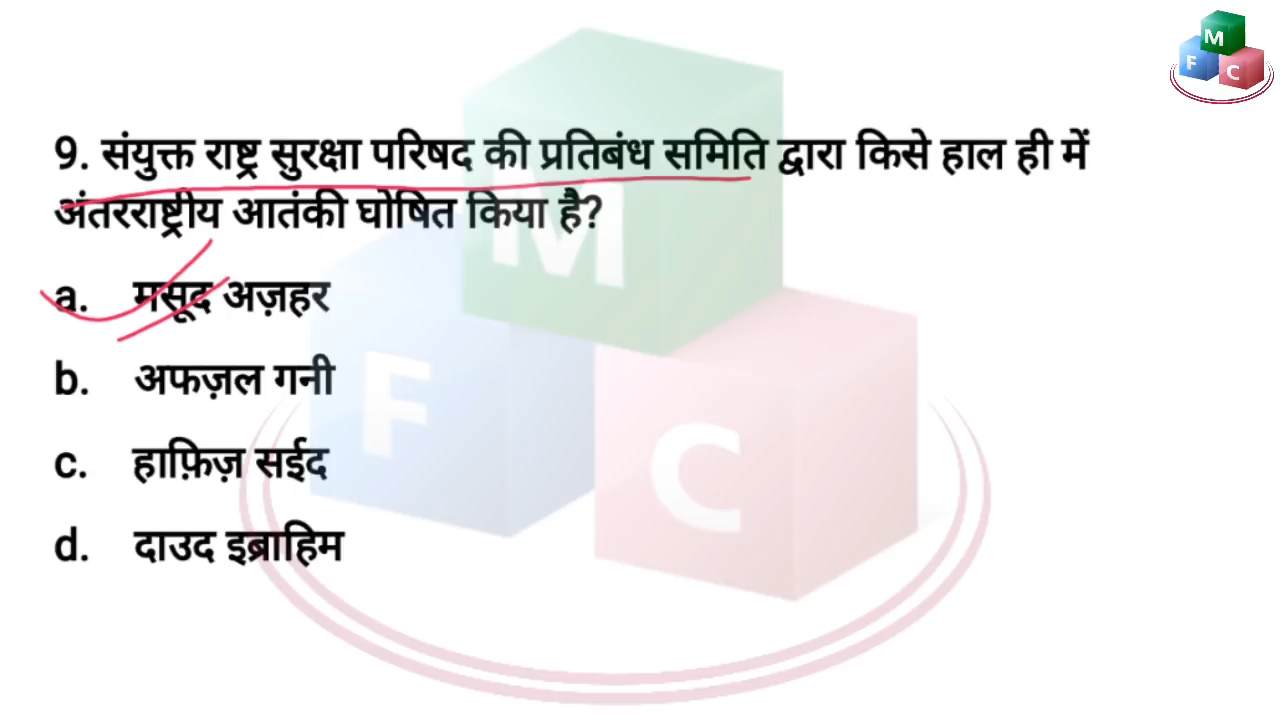 M
F C
9. संयुक्त राष्ट्र सुरक्षा परिषद की प्रतिबंध समिति द्वारा किसे हाल ही में
अंतरराष्ट्रीय आतंकी घोषित किया है?
a. मसूद अज़हर
b. अफज़ल गनी
c. हाफ़िज़ सईद
d. दाउद इब्राहिम
M
F
C